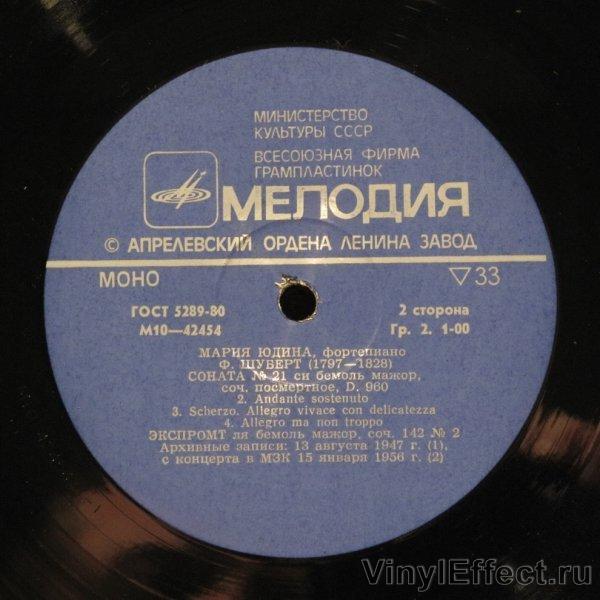 МИНИСТЕРСТВО
КУЛЬТУРЫ СССР
ВСЕСОЮЗНАЯ ФИРМА
ГРАМПЛАСТИНОК
МЕЛОДИЯ
© АПРЕЛЕВСКИЙ ОРДЕНА ЛЕНИНА ЗАВОД
МОНО ▽33
ГОСТ 5289-80 2 сторона
М10—42454 Гр. 2. 1-00
МАРИЯ ЮДИНА, фортепиано
Ф. ШУБЕРТ (1797—1828)
СОНАТА № 21 си бемоль мажор,
соч. посмертное, D. 960
2. Andante sostenuto
3. Scherzo. Allegro vivace con delicatezza
4. Allegro ma non troppo
ЭКСПРОМТ ля бемоль мажор, соч. 142 № 2
Архивные записи: 13 августа 1947 г. (1),
с концерта в МЗК 15 января 1956 г. (2)
VinylEffect.ru